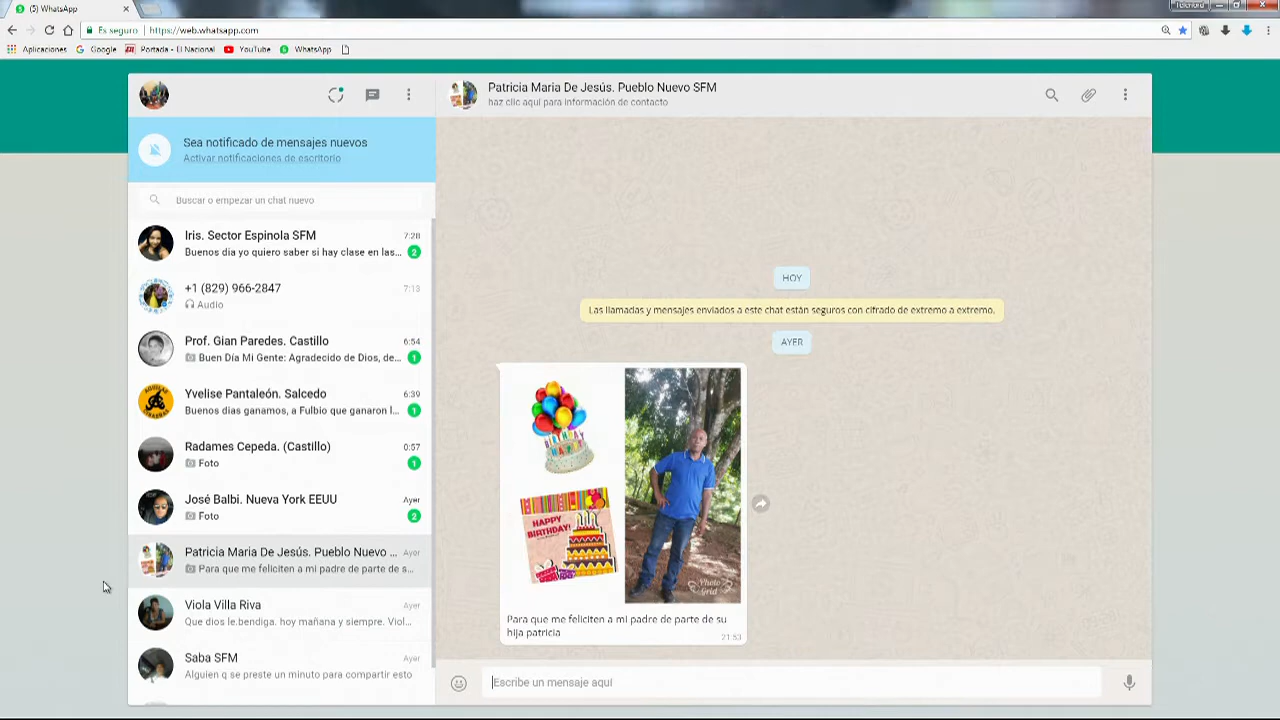 (5) WhatsApp
Telenord
Es seguro
https://web.whatsapp.com
Aplicaciones
Google
Portada - El Nacional
YouTube
WhatsApp
Sea notificado de mensajes nuevos
Activar notificaciones de escritorio
Buscar o empezar un chat nuevo
Iris. Sector Espinola SFM
7:28
Buenos dia yo quiero saber si hay clase en las...
2
+1 (829) 966-2847
7:13
Audio
Prof. Gian Paredes. Castillo
6:54
Buen Día Mi Gente: Agradecido de Dios, de...
1
Yvelise Pantaleón. Salcedo
6:39
Buenos dias ganamos, a Fulbio que ganaron l...
1
Radames Cepeda. (Castillo)
0:57
Foto
1
José Balbi. Nueva York EEUU
Ayer
Foto
2
Patricia Maria De Jesús. Pueblo Nuevo ...
Ayer
Para que me feliciten a mi padre de parte de s...
Viola Villa Riva
Ayer
Que dios le.bendiga. hoy mañana y siempre. Viol...
Saba SFM
Ayer
Alguien q se preste un minuto para compartir esto
Patricia Maria De Jesús. Pueblo Nuevo SFM
haz clic aquí para información de contacto
HOY
Las llamadas y mensajes enviados a este chat están seguros con cifrado de extremo a extremo.
AYER
HAPPY
BIRTHDAY!
Photo
Grid
Para que me feliciten a mi padre de parte de su
hija patricia
21:53
Escribe un mensaje aquí